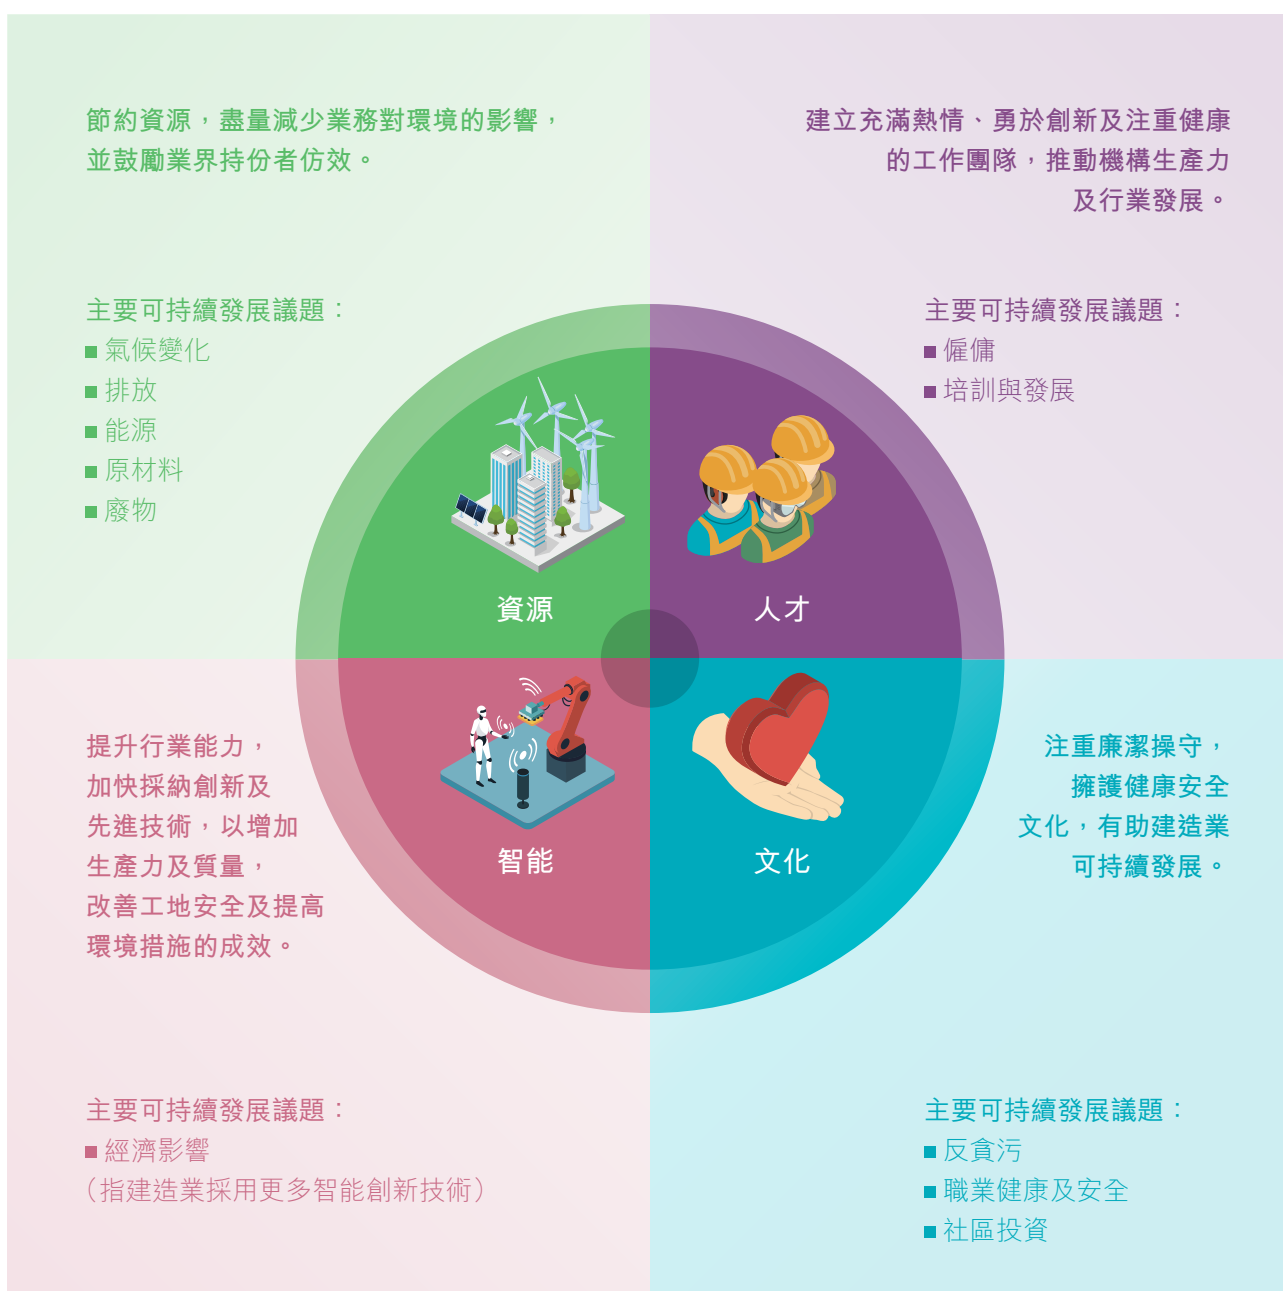 節約資源，盡量減少業務對環境的影響，
並鼓勵業界持份者仿效。
主要可持續發展議題：
■ 氣候變化
■ 排放
■ 能源
■ 原材料
■ 廢物
資源
建立充滿熱情、勇於創新及注重健康
的工作團隊，推動機構生產力
及行業發展。
主要可持續發展議題：
■ 僱傭
■ 培訓與發展
人才
提升行業能力，
加快採納創新及
先進技術，以增加
生產力及質量，
改善工地安全及提高
環境措施的成效。
智能
主要可持續發展議題：
■ 經濟影響
（指建造業採用更多智能創新技術）
注重廉潔操守，
擁護健康安全
文化，有助建造業
可持續發展。
文化
主要可持續發展議題：
■ 反貪污
■ 職業健康及安全
■ 社區投資